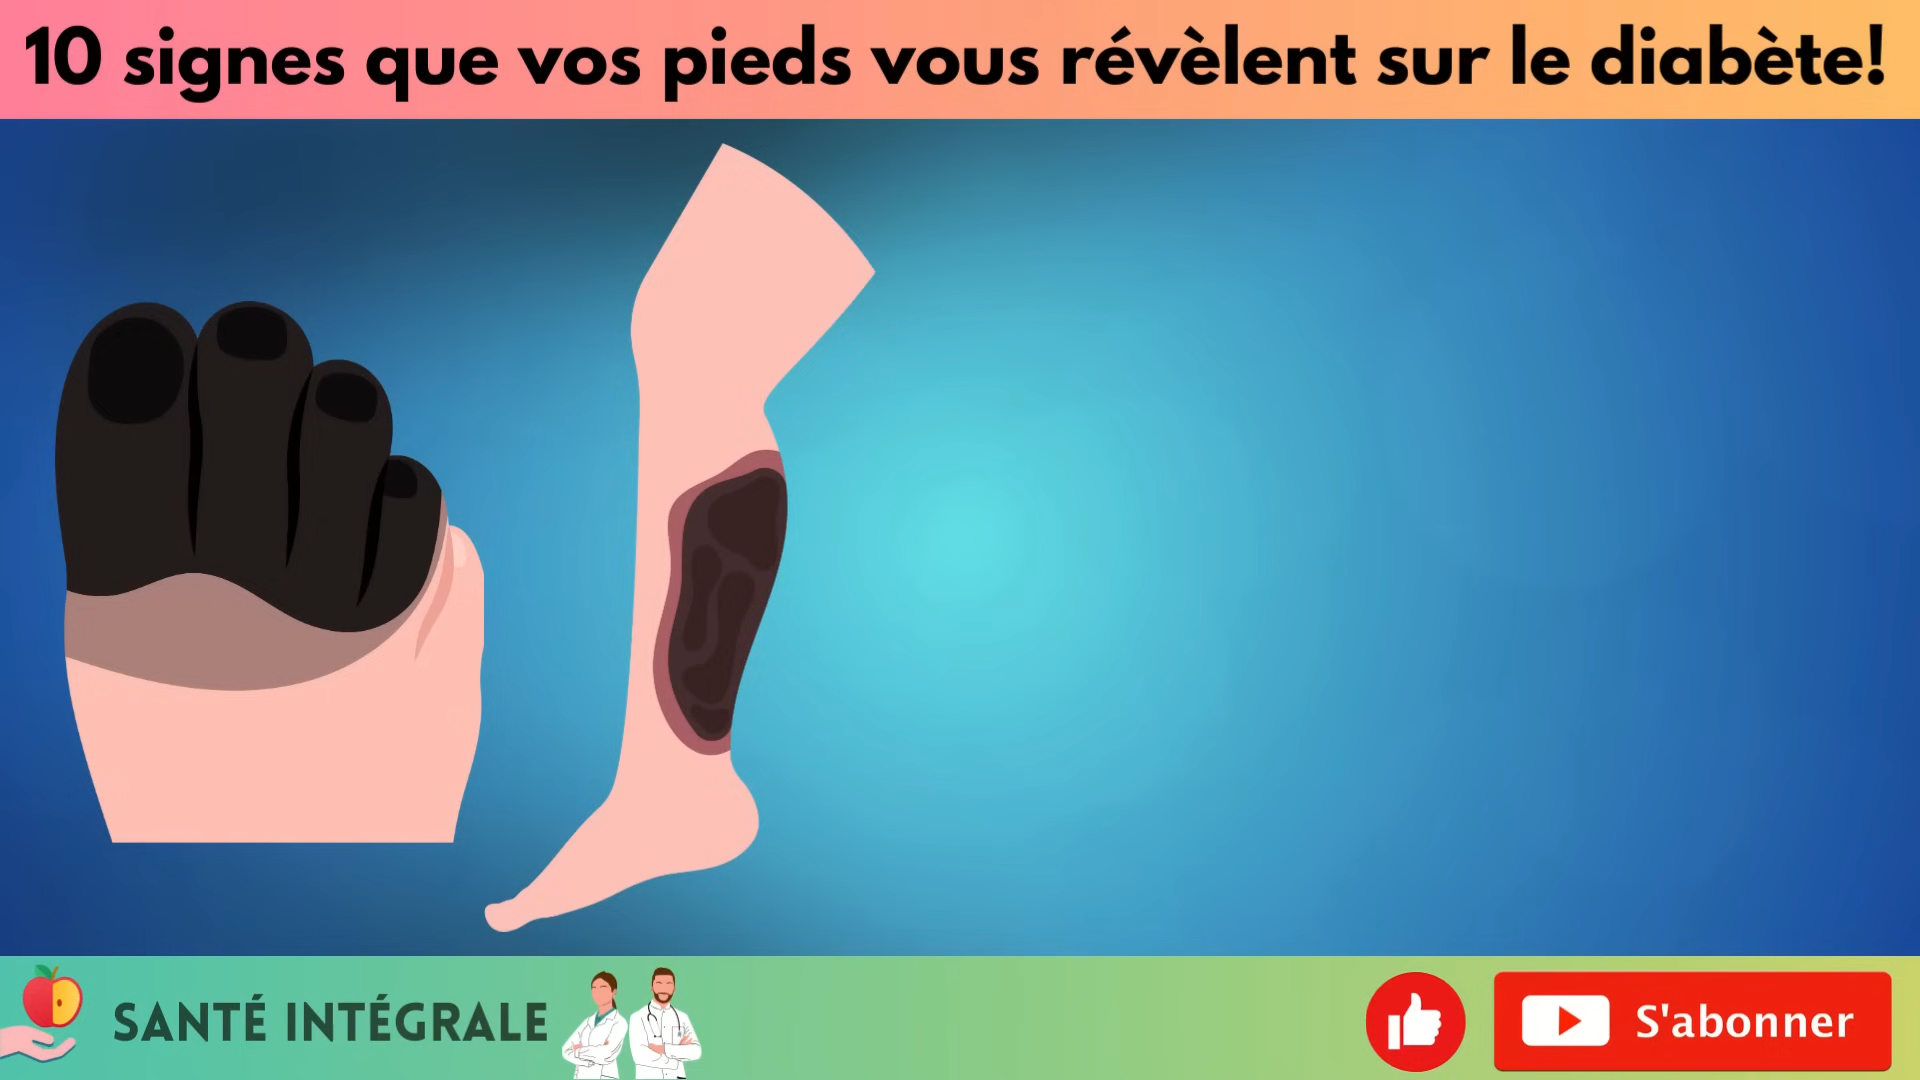 10 signes que vos pieds vous révèlent sur le diabète!
SANTÉ INTÉGRALE
S'abonner